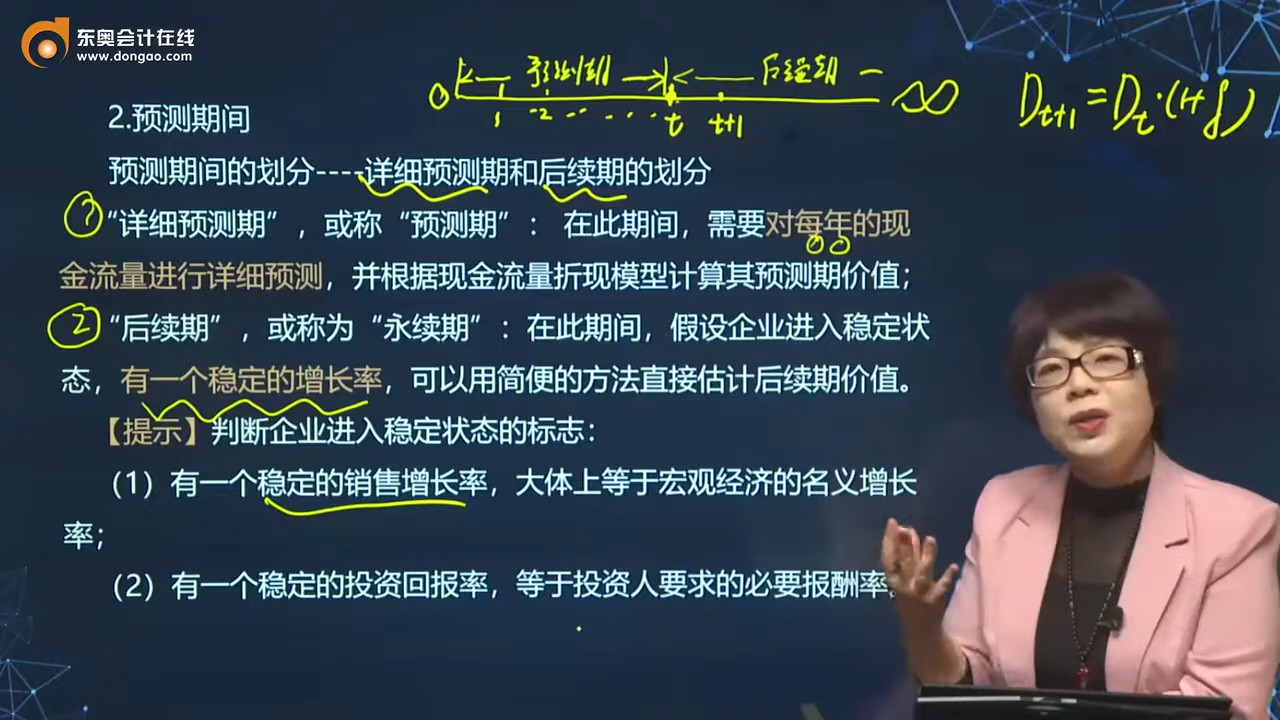 东奥会计在线
www.dongao.com
预测期 后续期
0 1 2 t t+1 ∞
D_{t+1}=D_t·(1+g)
2.预测期间
预测期间的划分----详细预测期和后续期的划分
①“详细预测期”，或称“预测期”：在此期间，需要对每年的现
金流量进行详细预测，并根据现金流量折现模型计算其预测期价值；
②“后续期”，或称为“永续期”：在此期间，假设企业进入稳定状
态，有一个稳定的增长率，可以用简便的方法直接估计后续期价值。
【提示】判断企业进入稳定状态的标志：
（1）有一个稳定的销售增长率，大体上等于宏观经济的名义增长
率；
（2）有一个稳定的投资回报率，等于投资人要求的必要报酬率。